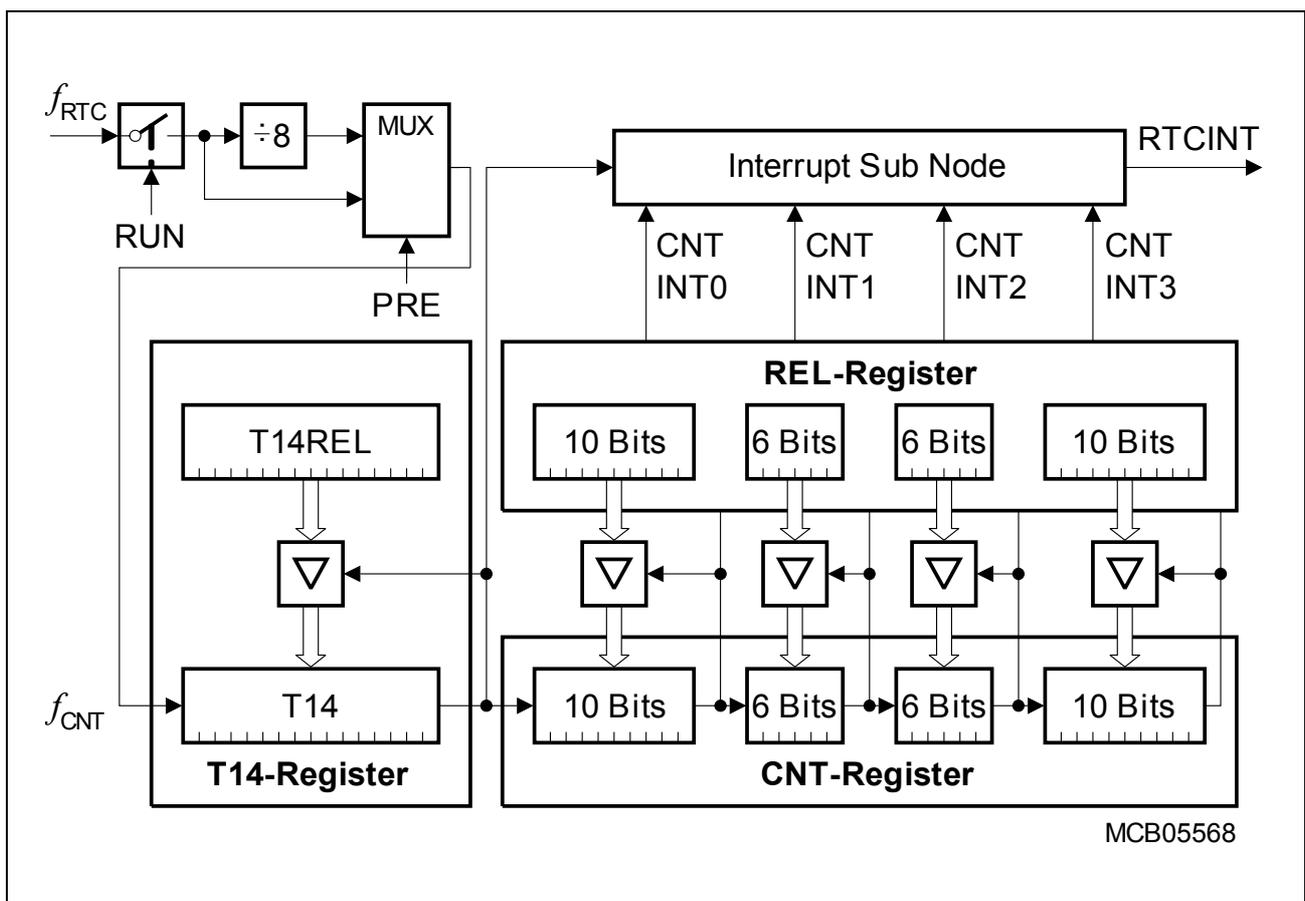 fRTC
÷8
MUX
RUN
PRE
Interrupt Sub Node
RTCINT
CNT
INT0
CNT
INT1
CNT
INT2
CNT
INT3
REL-Register
T14REL
10 Bits
6 Bits
6 Bits
10 Bits
fCNT
T14
10 Bits
6 Bits
6 Bits
10 Bits
T14-Register
CNT-Register
MCB05568